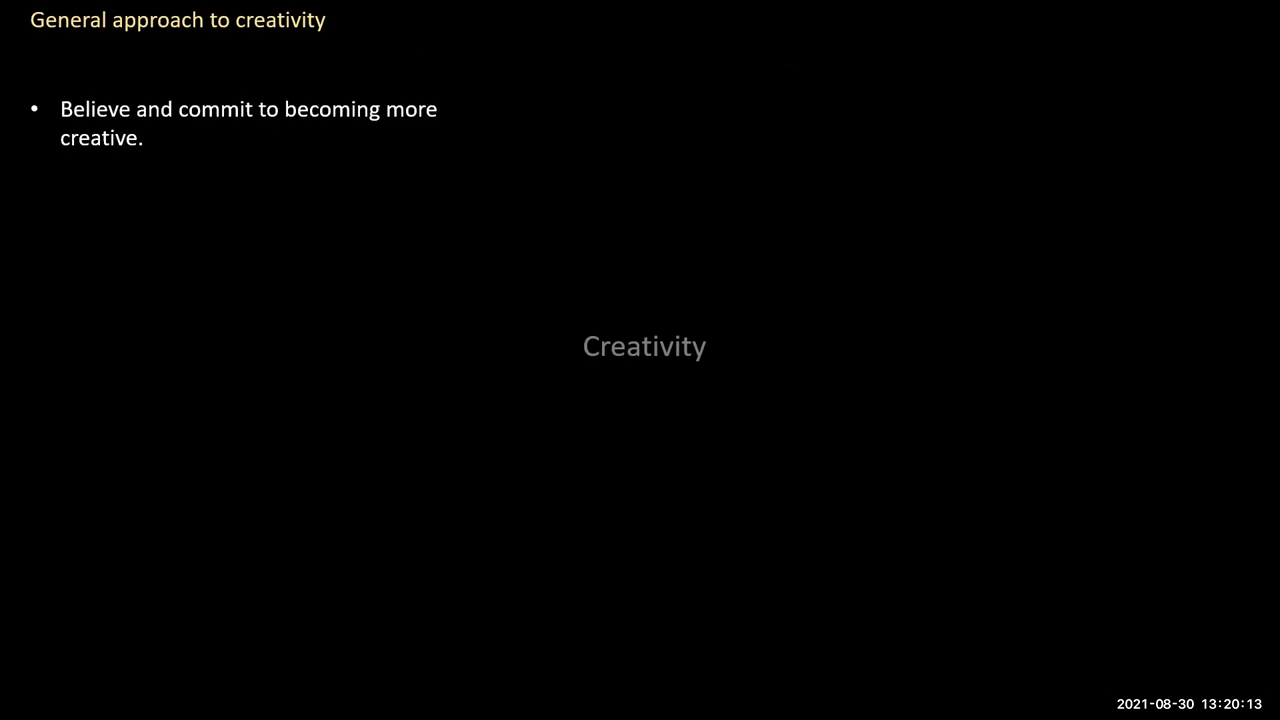 General approach to creativity
• Believe and commit to becoming more
creative.
Creativity
2021-08-30 13:20:13